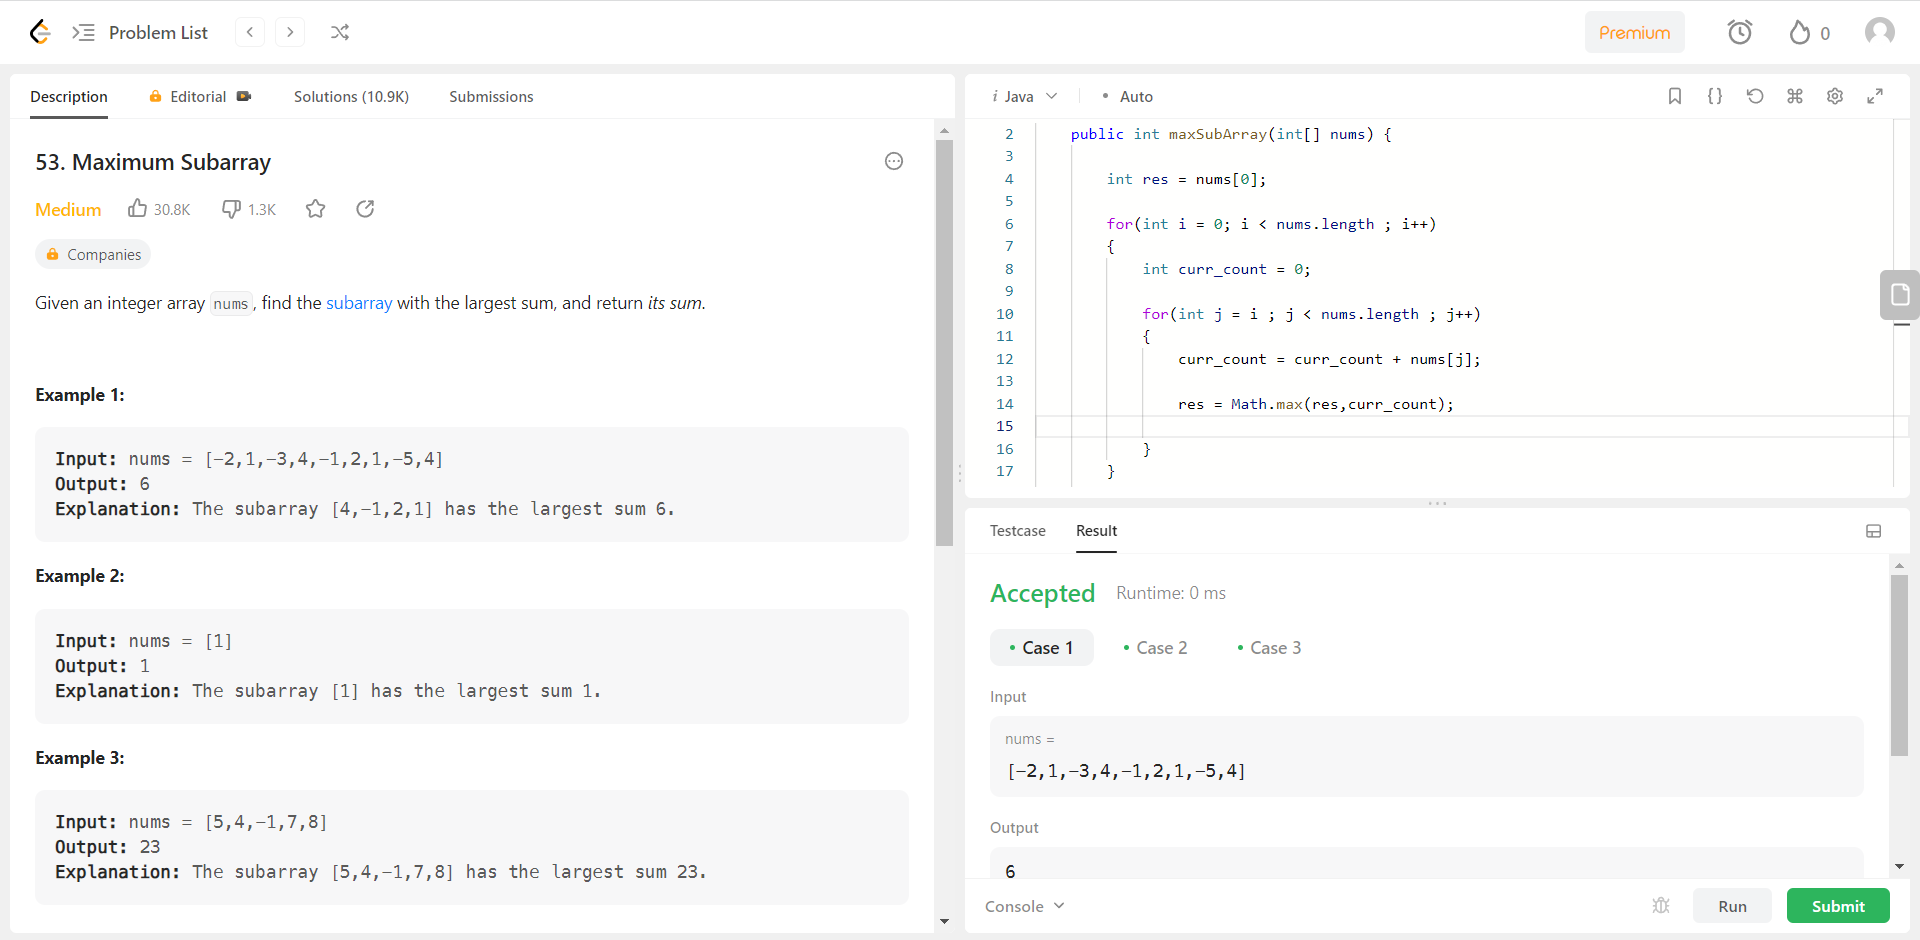 Problem List
Premium
0
Description
Editorial
Solutions (10.9K)
Submissions
53. Maximum Subarray
Medium
30.8K
1.3K
Companies
Given an integer array nums, find the subarray with the largest sum, and return its sum.
Example 1:
Input: nums = [-2,1,-3,4,-1,2,1,-5,4]
Output: 6
Explanation: The subarray [4,-1,2,1] has the largest sum 6.
Example 2:
Input: nums = [1]
Output: 1
Explanation: The subarray [1] has the largest sum 1.
Example 3:
Input: nums = [5,4,-1,7,8]
Output: 23
Explanation: The subarray [5,4,-1,7,8] has the largest sum 23.
i Java
• Auto
2 public int maxSubArray(int[] nums) {
3
4 int res = nums[0];
5
6 for(int i = 0; i < nums.length ; i++)
7 {
8 int curr_count = 0;
9
10 for(int j = i ; j < nums.length ; j++)
11 {
12 curr_count = curr_count + nums[j];
13
14 res = Math.max(res,curr_count);
15
16 }
17 }
Testcase
Result
Accepted
Runtime: 0 ms
• Case 1
• Case 2
• Case 3
Input
nums =
[-2,1,-3,4,-1,2,1,-5,4]
Output
6
Console
Run
Submit